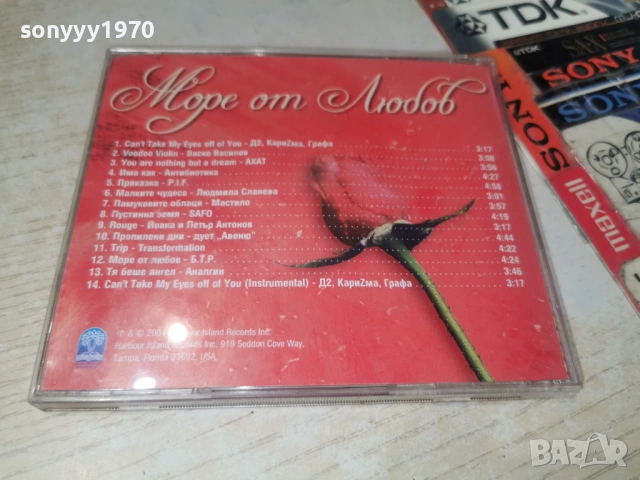 sonyyy1970
Море от Любов
1. Can't Take My Eyes off of You - Д2, КариZма, Графа 3:17
2. Voodoo Violin - Васко Василев 3:08
3. You are nothing but a dream - АХАТ 3:56
4. Има как - Антибиотика 4:27
5. Приказка - P.I.F. 4:58
6. Малките чудеса - Людмила Сланева 3:01
7. Памуковите облаци - Мастило 3:57
8. Пустинна земя - SAFO 4:19
9. Rouge - Йоана и Петър Антонов 3:17
10. Пропилени дни - дует „Авеню" 4:44
11. Trip - Transformation 4:22
12. Море от любов - Б.Т.Р. 4:24
13. Тя беше ангел - Аналгин 3:45
14. Can't Take My Eyes off of You (Instrumental) - Д2, КариZма, Графа 3:17
Island Records Inc.
Harbour Island Records Inc. 919 Seddon Cove Way,
Tampa, Florida 33602, USA.
TDK
TDK
SONY
SONY
SONY
maxell
BAZAR
bg